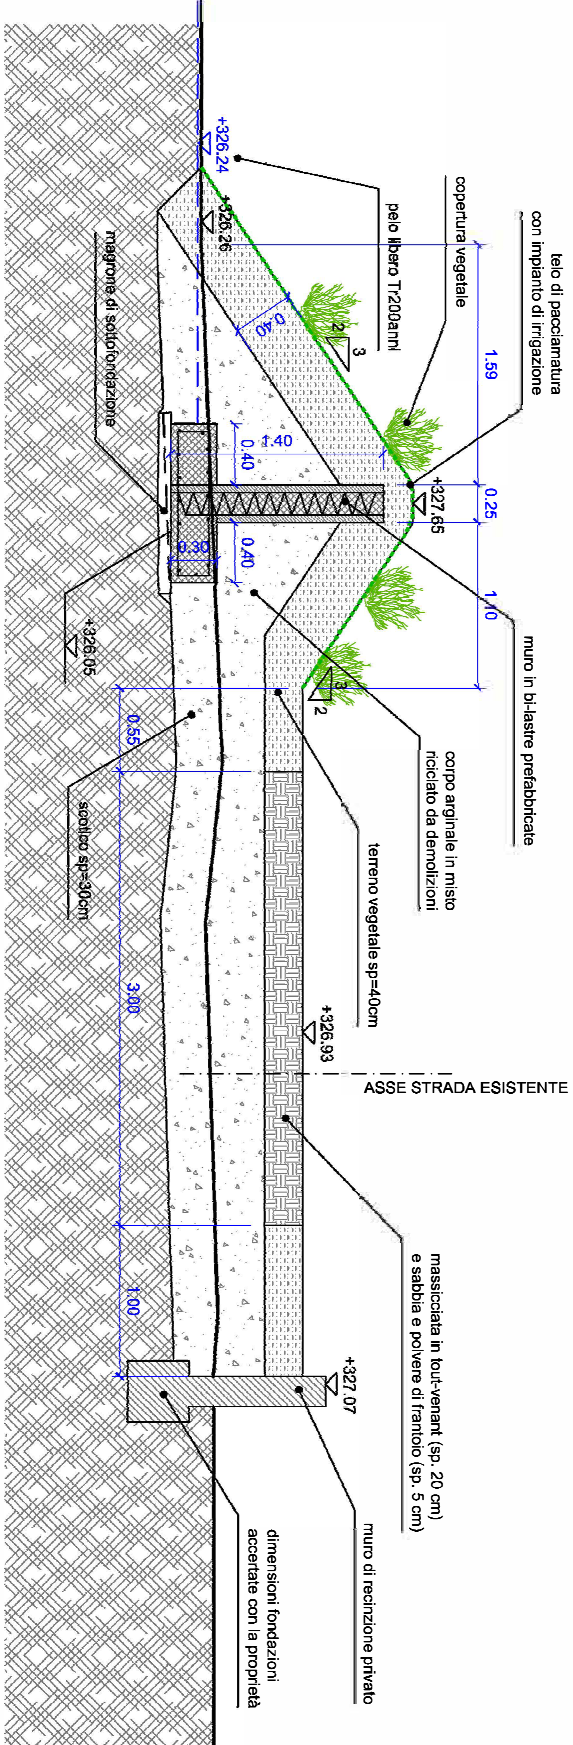 telo di pacciamatura
con impianto di irrigazione
copertura vegetale
pelo libero Tr200anni
+326.24
+326.26
magrone di sottofondazione
1.59
0.25
1.10
2
3
0.40
+327.65
1.40
0.40
0.30
0.40
+326.05
muro in bi-lastre prefabbricate
corpo arginale in misto
riciclato da demolizioni
terreno vegetale sp=40cm
3
2
scotico sp=30cm
0.55
3.00
1.00
+326.93
ASSE STRADA ESISTENTE
massicciata in tout-venant (sp. 20 cm)
e sabbia e polvere di frantoio (sp. 5 cm)
+327.07
muro di recinzione privato
dimensioni fondazioni
accertate con la proprietà